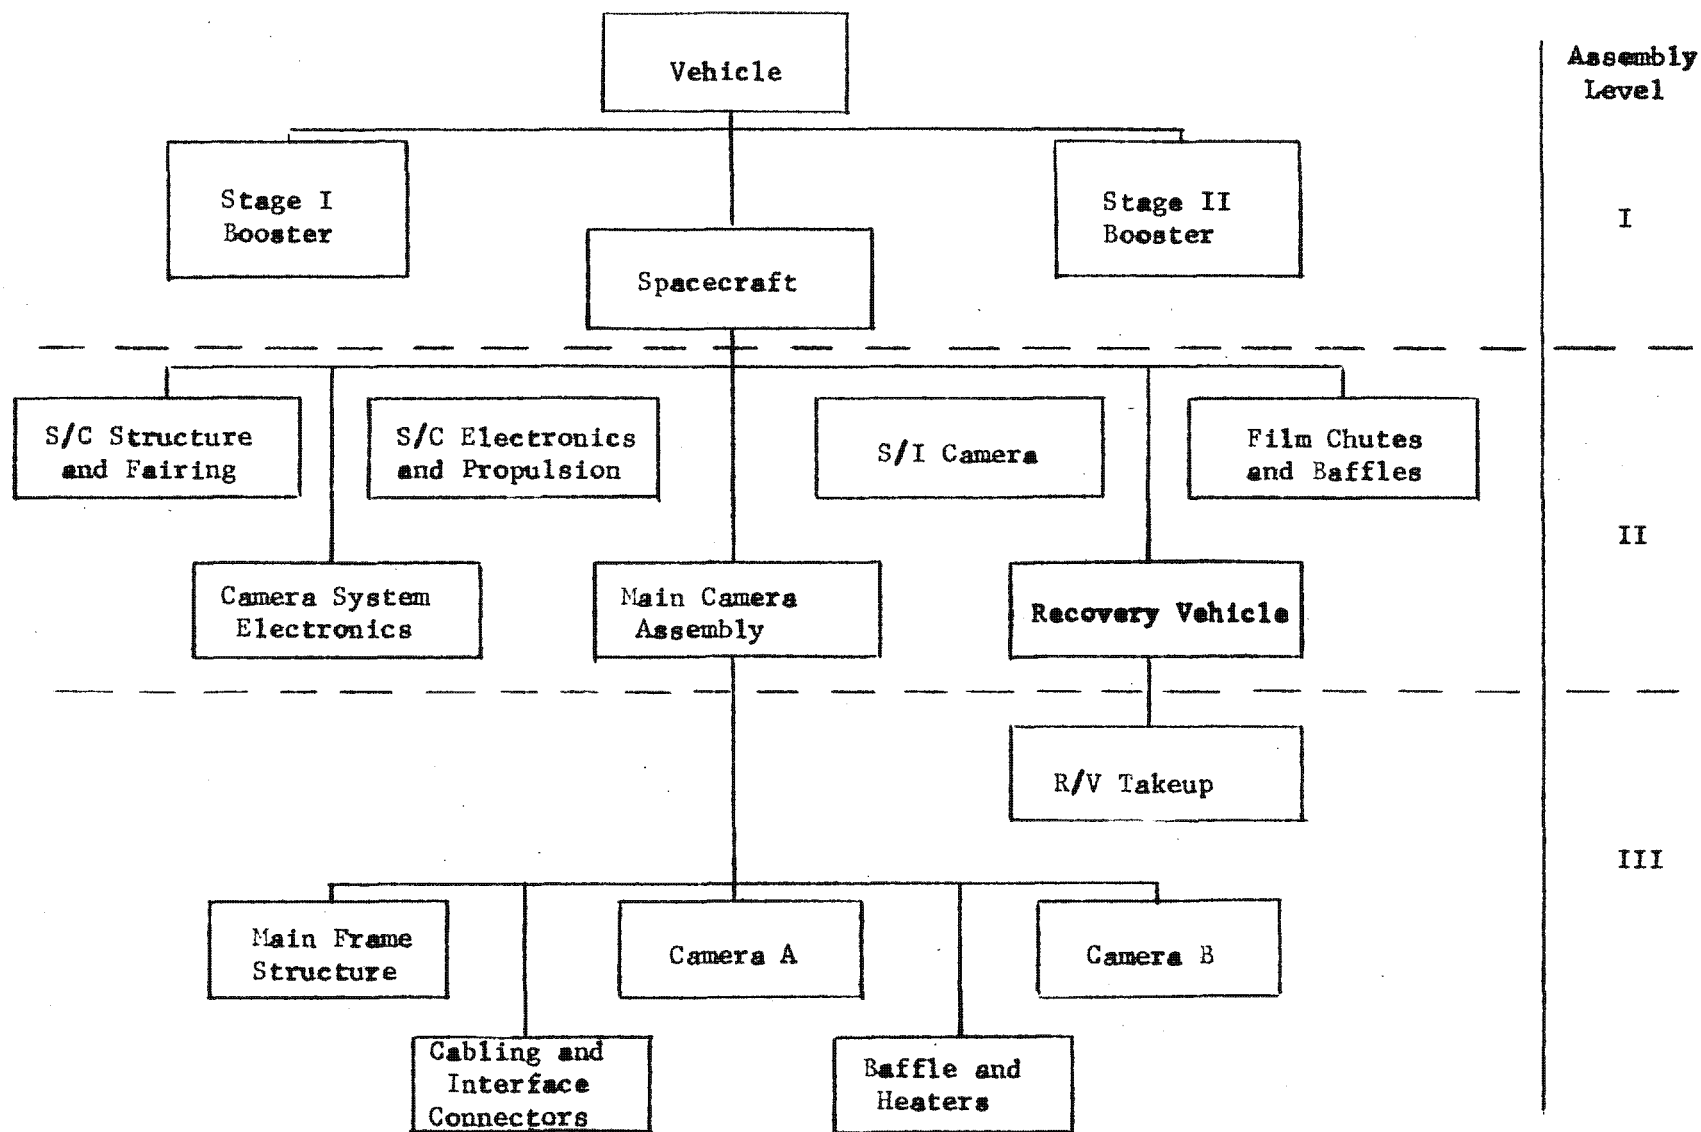 Vehicle
Assembly
Level
Stage I
Booster
Spacecraft
Stage II
Booster
I
S/C Structure
and Fairing
S/C Electronics
and Propulsion
S/I Camera
Film Chutes
and Baffles
II
Camera System
Electronics
Main Camera
Assembly
Recovery Vehicle
R/V Takeup
III
Main Frame
Structure
Camera A
Camera B
Cabling and
Interface
Connectors
Baffle and
Heaters